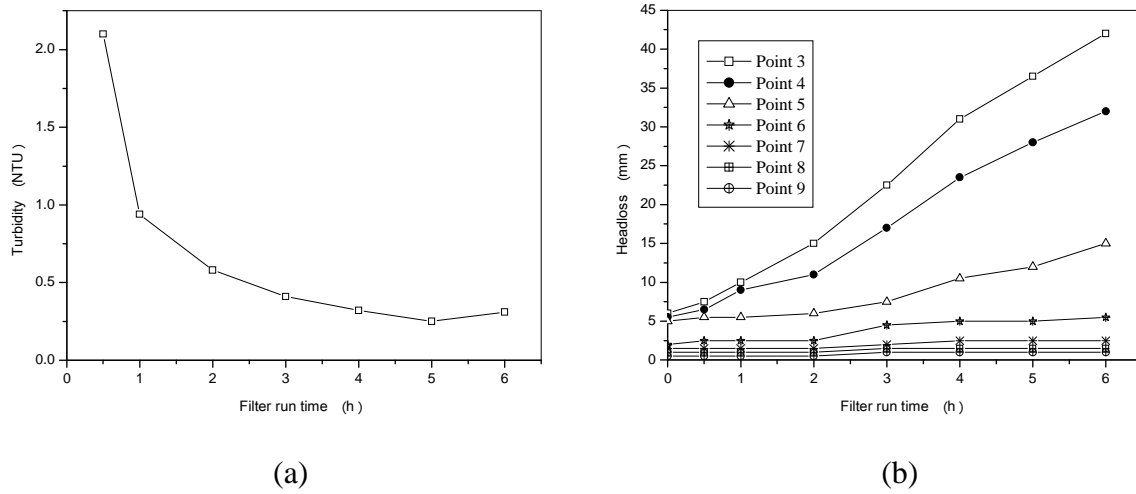 2.0
1.5
1.0
0.5
0.0
Turbidity (NTU)
0 1 2 3 4 5 6
Filter run time (h)
(a)
45
40
35
30
25
20
15
10
5
0
Headloss (mm)
Point 3
Point 4
Point 5
Point 6
Point 7
Point 8
Point 9
0 1 2 3 4 5 6
Filter run time (h)
(b)